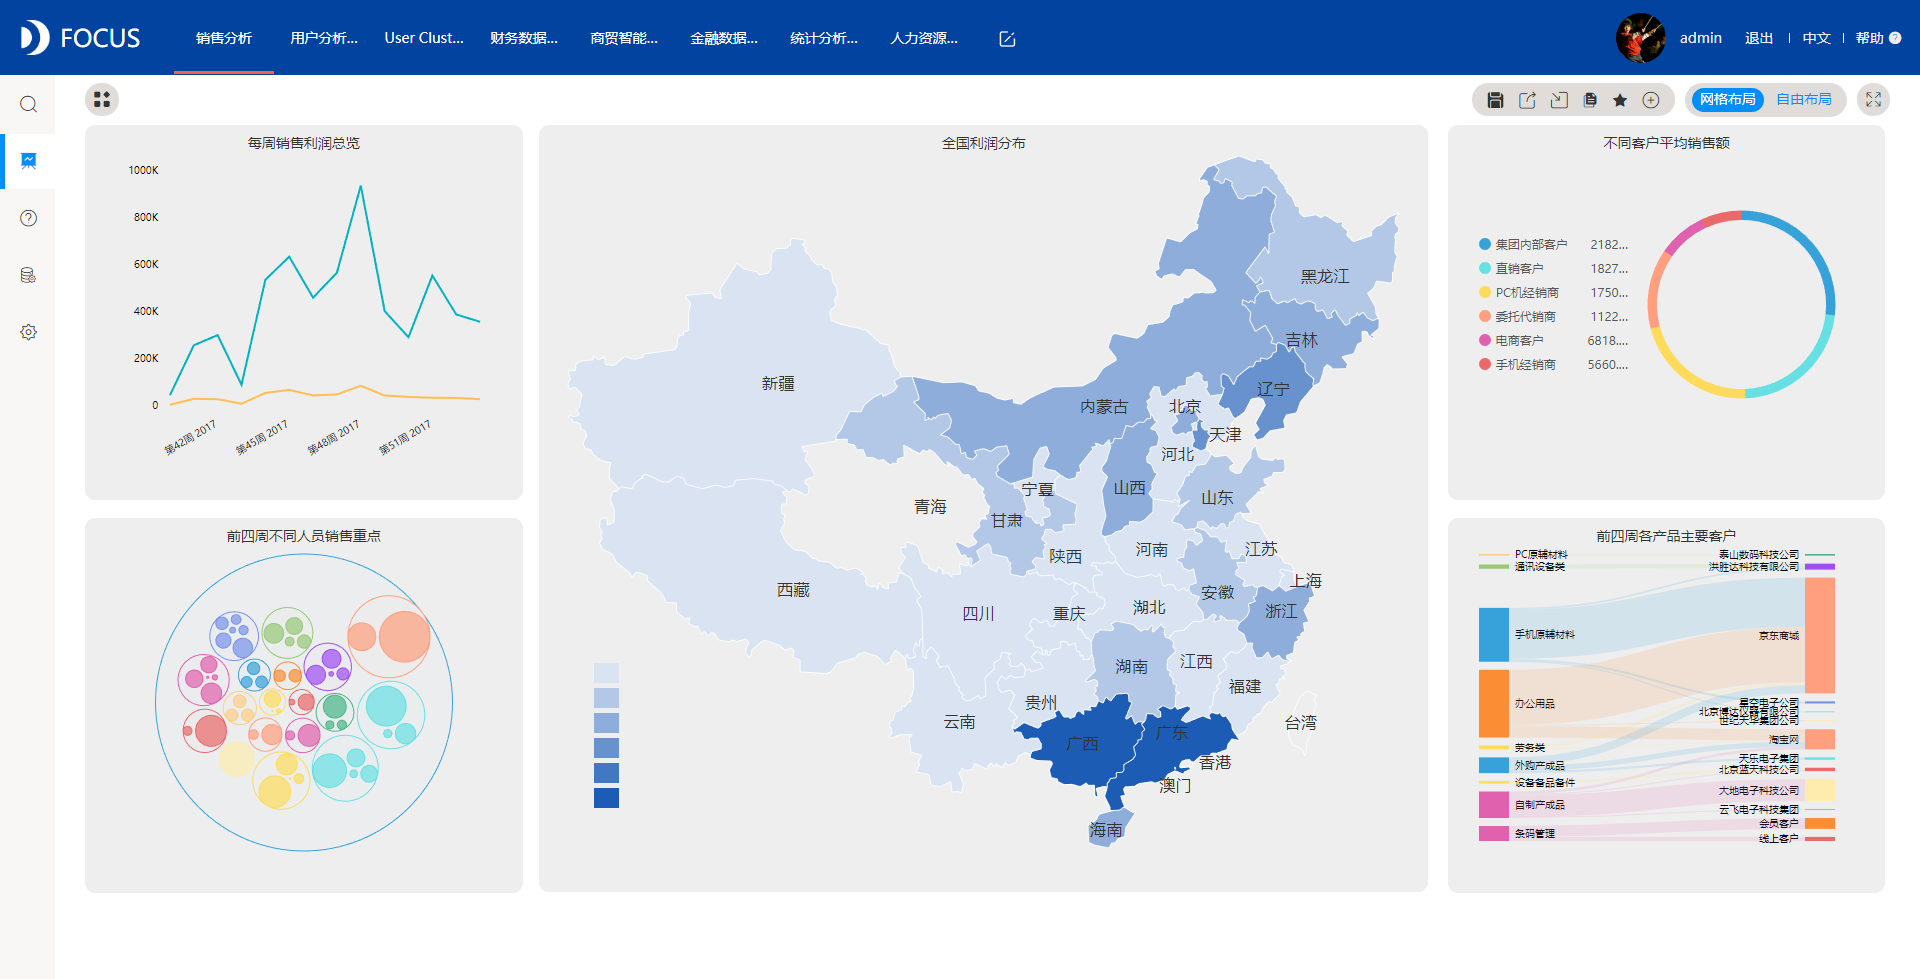 FOCUS
销售分析
用户分析...
User Clust...
财务数据...
商贸智能...
金融数据...
统计分析...
人力资源...
admin
退出
中文
帮助
网格布局
自由布局
每周销售利润总览
1000K
800K
600K
400K
200K
0
第42周 2017
第45周 2017
第48周 2017
第51周 2017
全国利润分布
黑龙江
吉林
辽宁
新疆
内蒙古
北京
天津
河北
山西
宁夏
山东
青海
甘肃
陕西
河南
江苏
上海
西藏
安徽
四川
重庆
湖北
浙江
湖南
江西
福建
贵州
云南
台湾
广西
广东
香港
澳门
海南
不同客户平均销售额
集团内部客户 2182...
直销客户 1827...
PC机经销商 1750...
委托代销商 1122...
电商客户 6818....
手机经销商 5660....
前四周不同人员销售重点
前四周各产品主要客户
PC原辅材料
通讯设备类
手机原辅材料
办公用品
劳务类
外购产成品
设备备品备件
自制产成品
条码管理
泰山数码科技公司
洪胜达科技有限公司
京东商城
星空电子公司
北京博达仪器有限公司
世纪天华集团公司
淘宝网
天乐电子集团
北京蓝天科技公司
大地电子科技公司
云飞电子科技集团
会员客户
线上客户